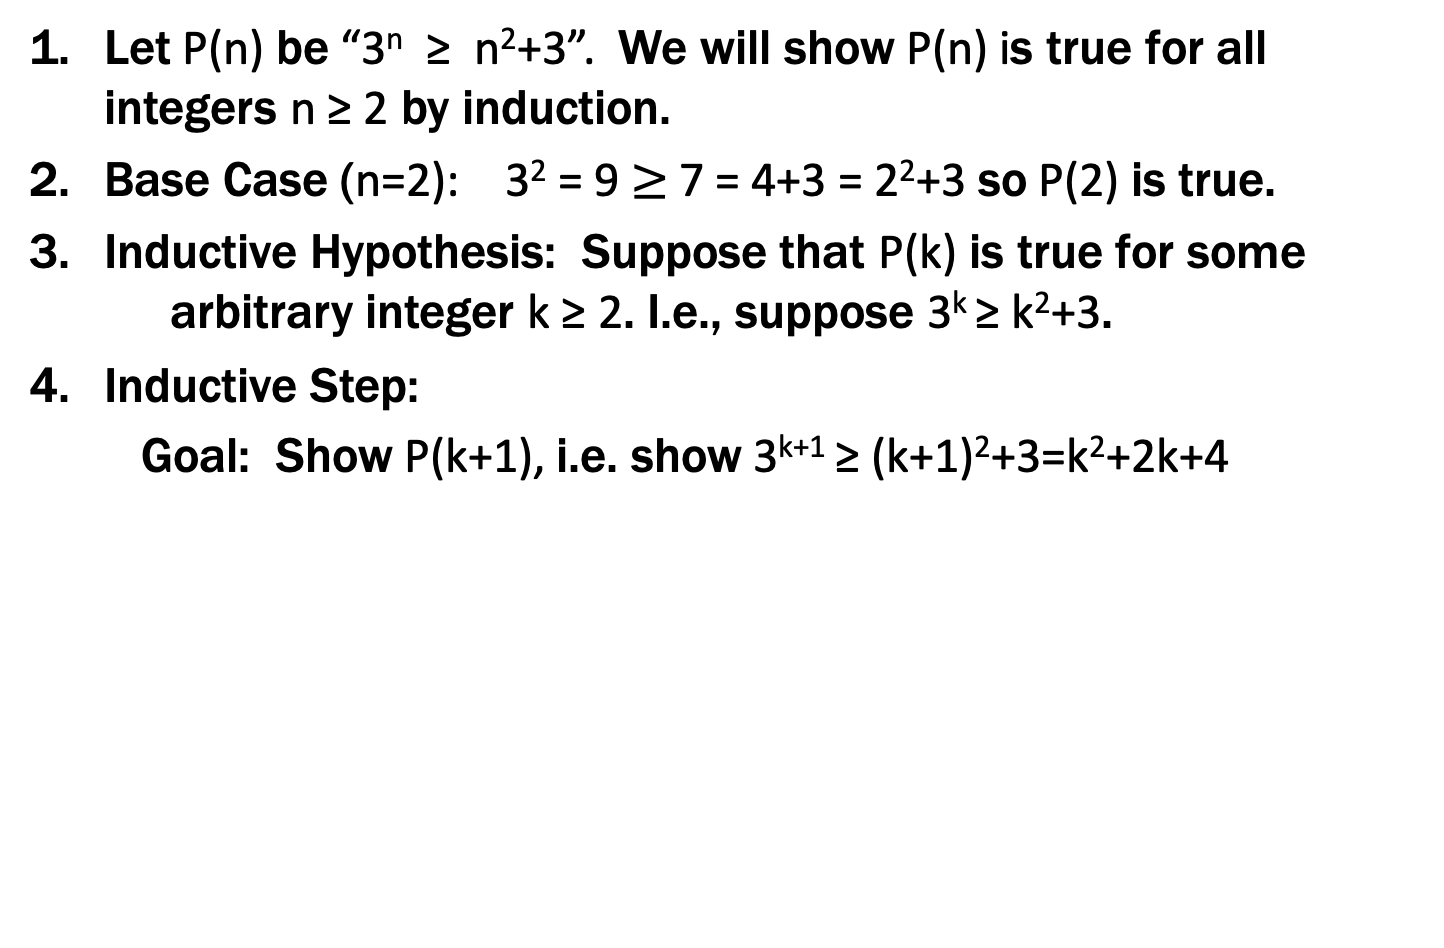 1. Let P(n) be “3ⁿ ≥ n²+3”. We will show P(n) is true for all
integers n ≥ 2 by induction.
2. Base Case (n=2): 3² = 9 ≥ 7 = 4+3 = 2²+3 so P(2) is true.
3. Inductive Hypothesis: Suppose that P(k) is true for some
arbitrary integer k ≥ 2. I.e., suppose 3ᵏ ≥ k²+3.
4. Inductive Step:
Goal: Show P(k+1), i.e. show 3ᵏ⁺¹ ≥ (k+1)²+3=k²+2k+4